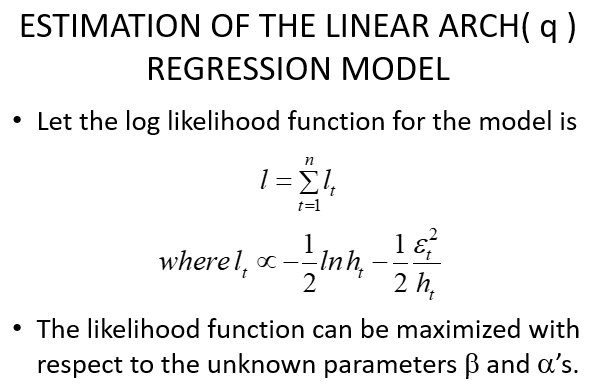 ESTIMATION OF THE LINEAR ARCH( q )
REGRESSION MODEL
• Let the log likelihood function for the model is
l = \sum_{t=1}^{n} l_t
where l_t ∝ -\frac{1}{2} ln h_t - \frac{1}{2} \frac{ε_t^2}{h_t}
• The likelihood function can be maximized with
respect to the unknown parameters β and α's.